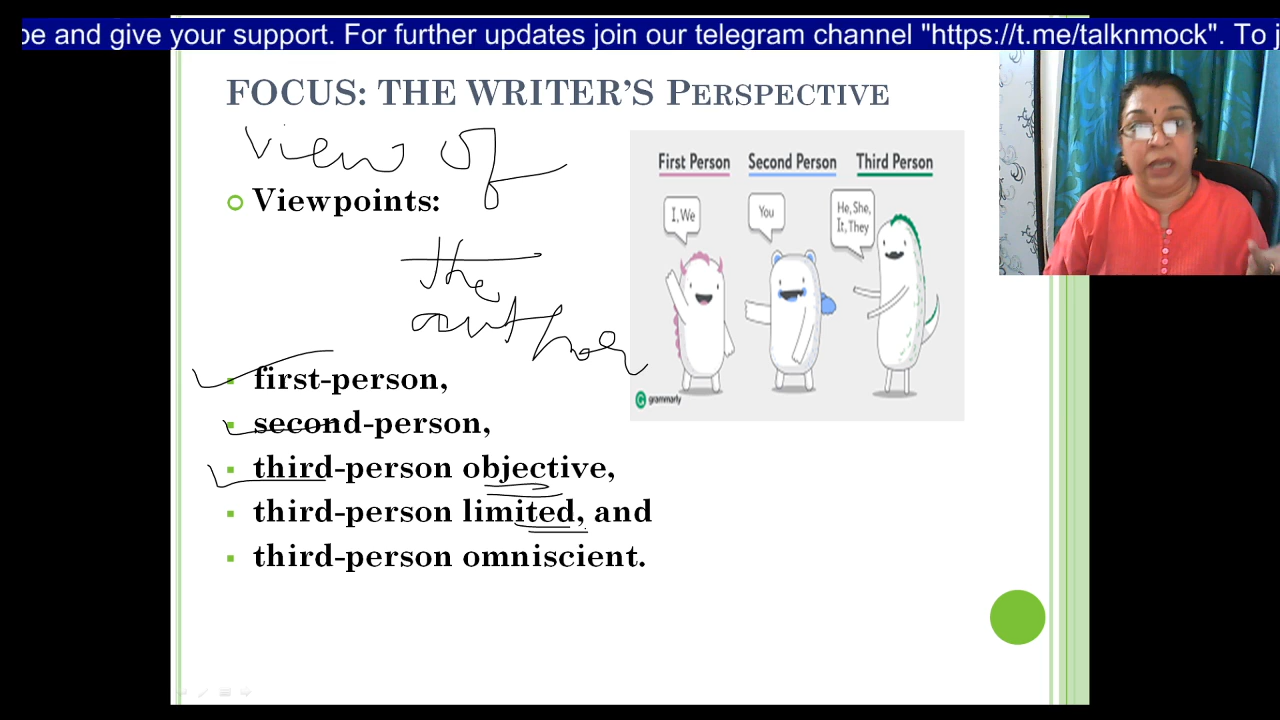 be and give your support. For further updates join our telegram channel "https://t.me/talknmock". To j
FOCUS: THE WRITER'S PERSPECTIVE
view of
Viewpoints:
the
author
first-person,
second-person,
third-person objective,
third-person limited, and
third-person omniscient.
First Person Second Person Third Person
I, We
You
He, She,
It, They
grammarly